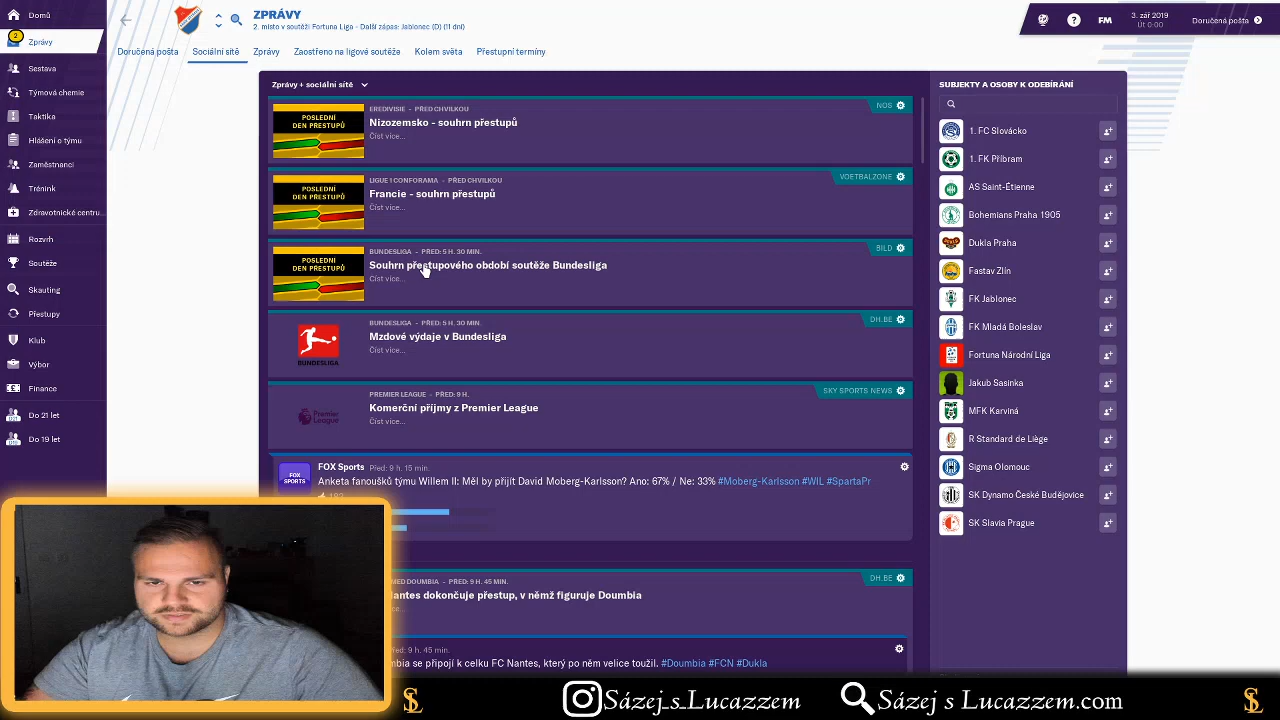 Domů
2
Zprávy
Sestava
Týmová chemie
Taktika
Hlášení o týmu
Zaměstnanci
Trénink
Zdravotnické centru...
Rozvrh
Soutěže
Skauting
Přestupy
Klub
Výbor
Finance
Do 21 let
Do 19 let
ZPRÁVY
2. místo v soutěži Fortuna Liga - Další zápas: Jablonec (D) (11 dní)
FM
3. zář 2019
Út 0:00
Doručená pošta
Doručená pošta
Sociální sítě
Zprávy
Zaostřeno na ligové soutěže
Kolem světa
Přestupní termíny
Zprávy + sociální sítě
EREDIVISIE - PŘED CHVILKOU
NOS
POSLEDNÍ
DEN PŘESTUPŮ
Nizozemsko - souhrn přestupů
Číst více...
LIGUE 1 CONFORAMA - PŘED CHVILKOU
VOETBALZONE
POSLEDNÍ
DEN PŘESTUPŮ
Francie - souhrn přestupů
Číst více...
BUNDESLIGA - PŘED: 5 H. 30 MIN.
BILD
POSLEDNÍ
DEN PŘESTUPŮ
Souhrn přestupového období soutěže Bundesliga
Číst více...
BUNDESLIGA - PŘED: 5 H. 30 MIN.
DH.BE
Mzdové výdaje v Bundesliga
Číst více...
BUNDESLIGA
PREMIER LEAGUE - PŘED: 9 H.
SKY SPORTS NEWS
Komerční příjmy z Premier League
Číst více...
Premier League
FOX SPORTS
FOX Sports Před: 9 h. 15 min.
Anketa fanoušků týmu Willem II: Měl by přijít David Moberg-Karlsson? Ano: 67% / Ne: 33% #Moberg-Karlsson #WIL #SpartaPr
MED DOUMBIA - PŘED: 9 H. 45 MIN.
DH.BE
Nantes dokončuje přestup, v němž figuruje Doumbia
ce...
řed: 9 h. 45 min.
mbia se připojí k celku FC Nantes, který po něm velice toužil. #Doumbia #FCN #Dukla
SUBJEKTY A OSOBY K ODEBÍRÁNÍ
1. FC Slovácko
1. FK Příbram
AS Saint-Étienne
Bohemians Praha 1905
Dukla Praha
Fastav Zlín
FK Jablonec
FK Mladá Boleslav
Fortuna Národní Liga
Jakub Sasinka
MFK Karviná
R Standard de Liège
Sigma Olomouc
SK Dynamo České Budějovice
SK Slavia Prague
Sázej_s_Lucazzem
Sázej s Lucazzem.com